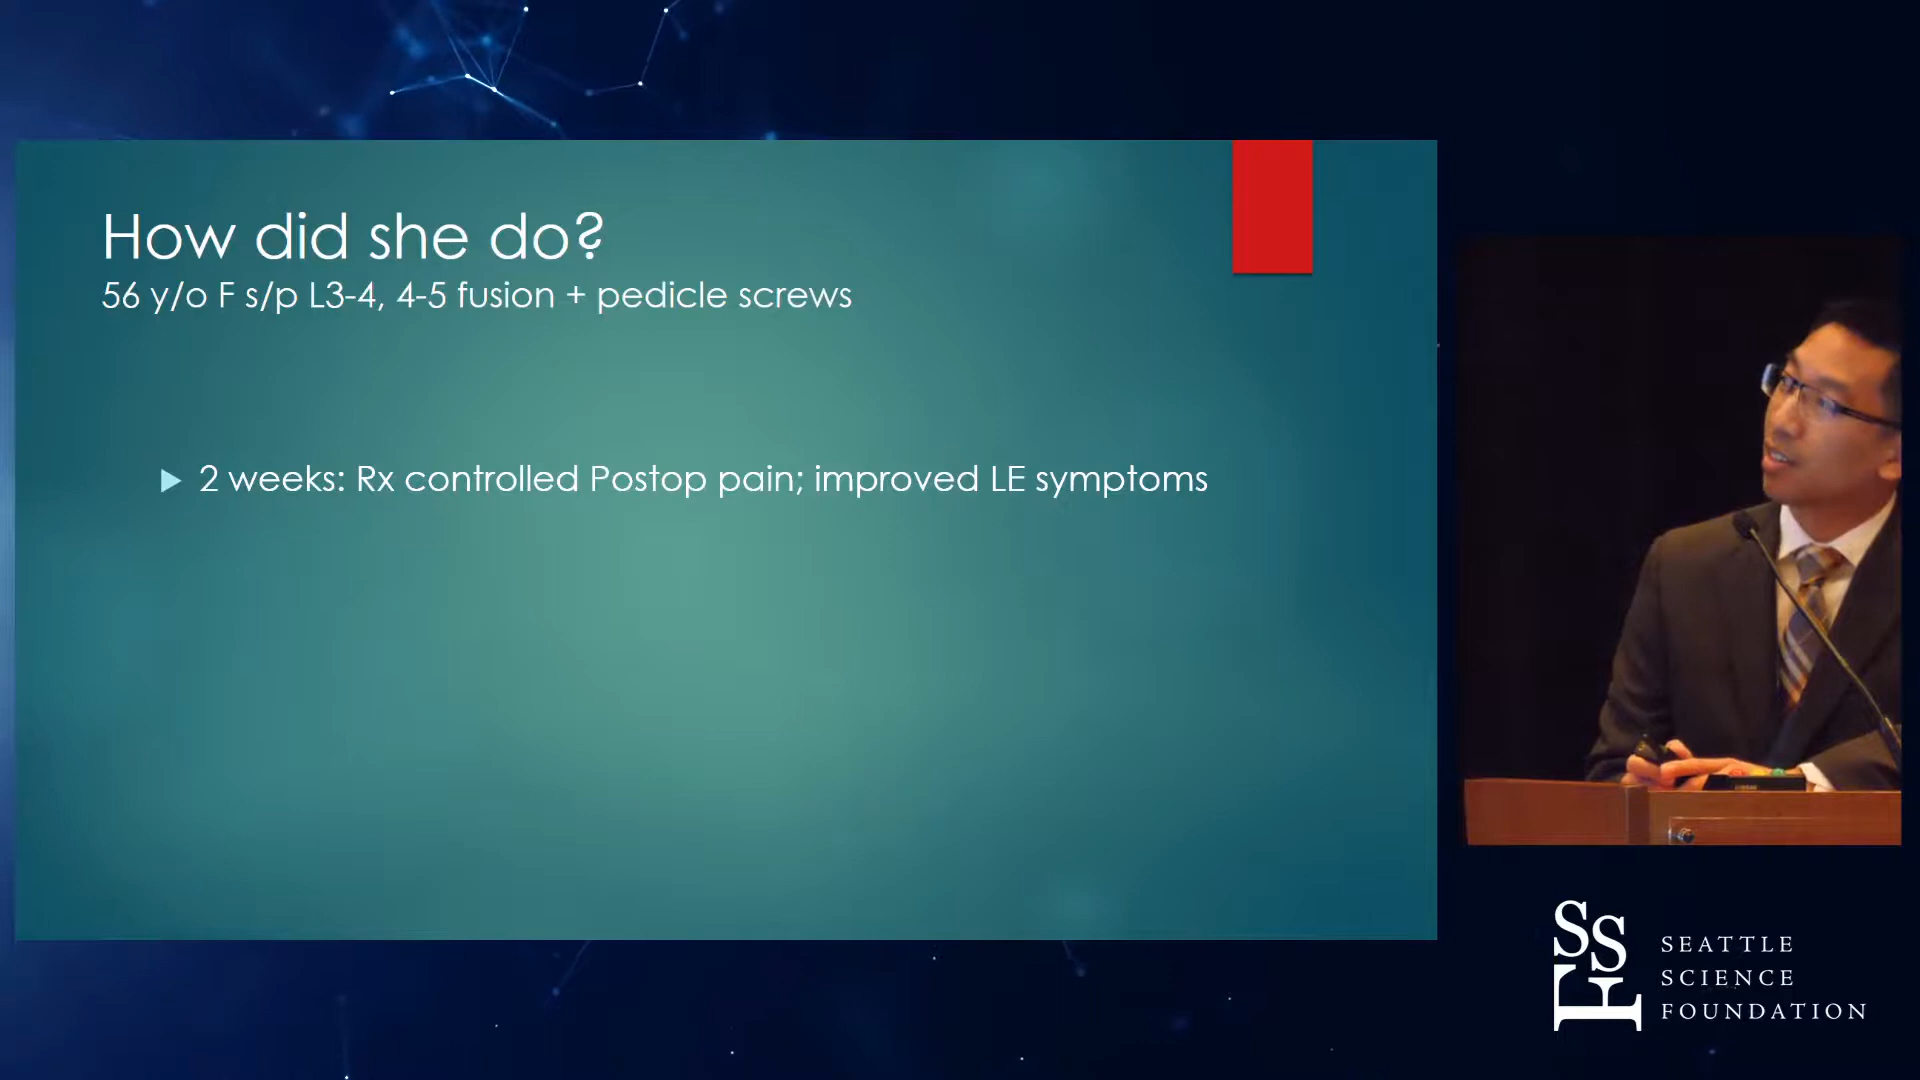 How did she do?
56 y/o F s/p L3-4, 4-5 fusion + pedicle screws
2 weeks: Rx controlled Postop pain; improved LE symptoms
SSF
SEATTLE
SCIENCE
FOUNDATION